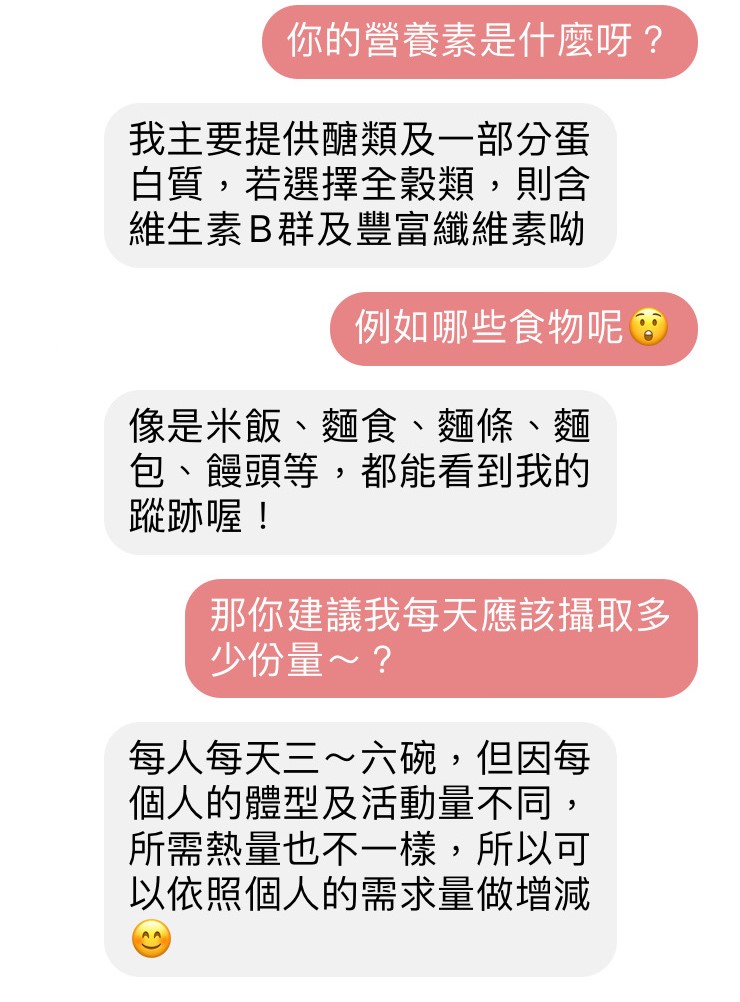 你的營養素是什麼呀？
我主要提供醣類及一部分蛋
白質，若選擇全穀類，則含
維生素B群及豐富纖維素呦
例如哪些食物呢😲
像是米飯、麵食、麵條、麵
包、饅頭等，都能看到我的
蹤跡喔！
那你建議我每天應該攝取多
少份量～？
每人每天三～六碗，但因每
個人的體型及活動量不同，
所需熱量也不一樣，所以可
以依照個人的需求量做增減
😊